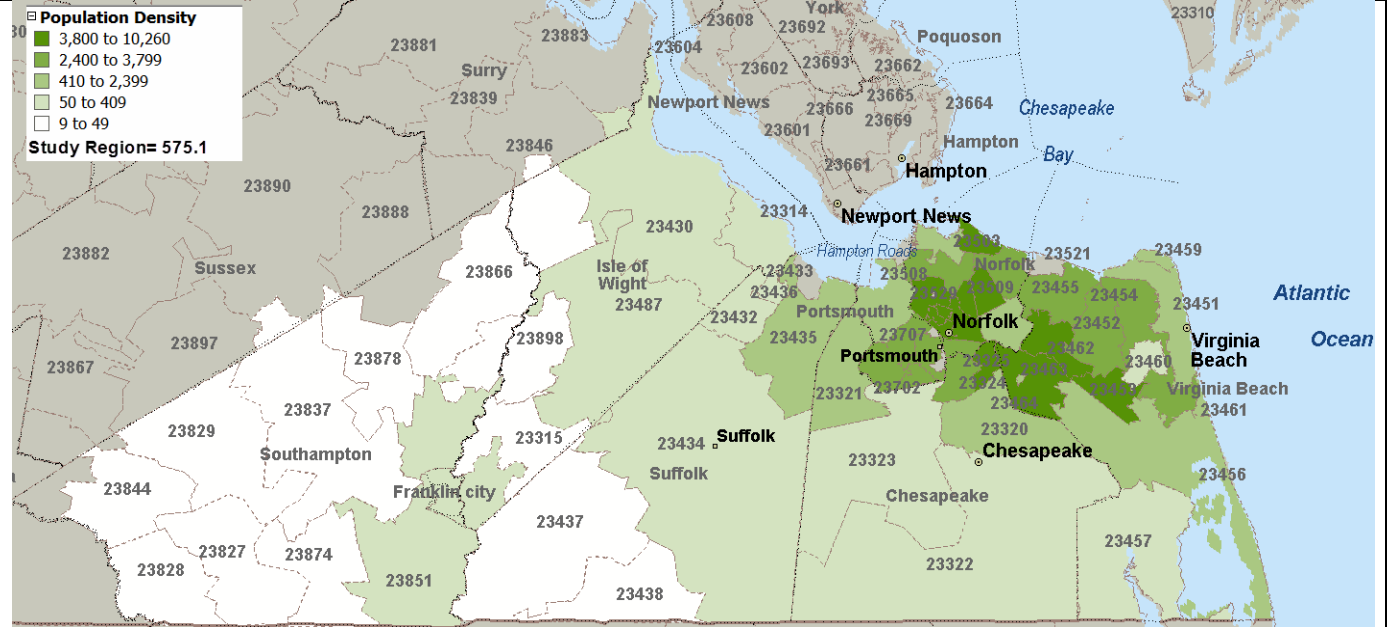 Population Density
3,800 to 10,260
2,400 to 3,799
410 to 2,399
50 to 409
9 to 49
Study Region= 575.1
York
23310
23608
23692
23881
23883
23604
Poquoson
23602
23693
23662
Surry
23839
Newport News
23666
23665
23664
Chesapeake
23601
23669
Hampton
23846
Bay
23661
Hampton
23890
23888
23314
Newport News
23430
23882
Hampton Roads
23503
23521
23459
Sussex
Isle of
Wight
23866
23433
23508
Norfolk
23436
23529
23509
23455
23454
Atlantic
23487
23451
23432
Portsmouth
Norfolk
23452
Ocean
23897
23898
23435
23707
Virginia
Beach
23878
Portsmouth
23462
23460
23867
23325
23463
23321
23702
23324
23453
Virginia Beach
23837
23464
23461
23829
23315
23320
23434
Suffolk
Southampton
Chesapeake
23323
Suffolk
23456
23844
Franklin city
Chesapeake
23437
23827
23874
23457
23828
23851
23322
23438